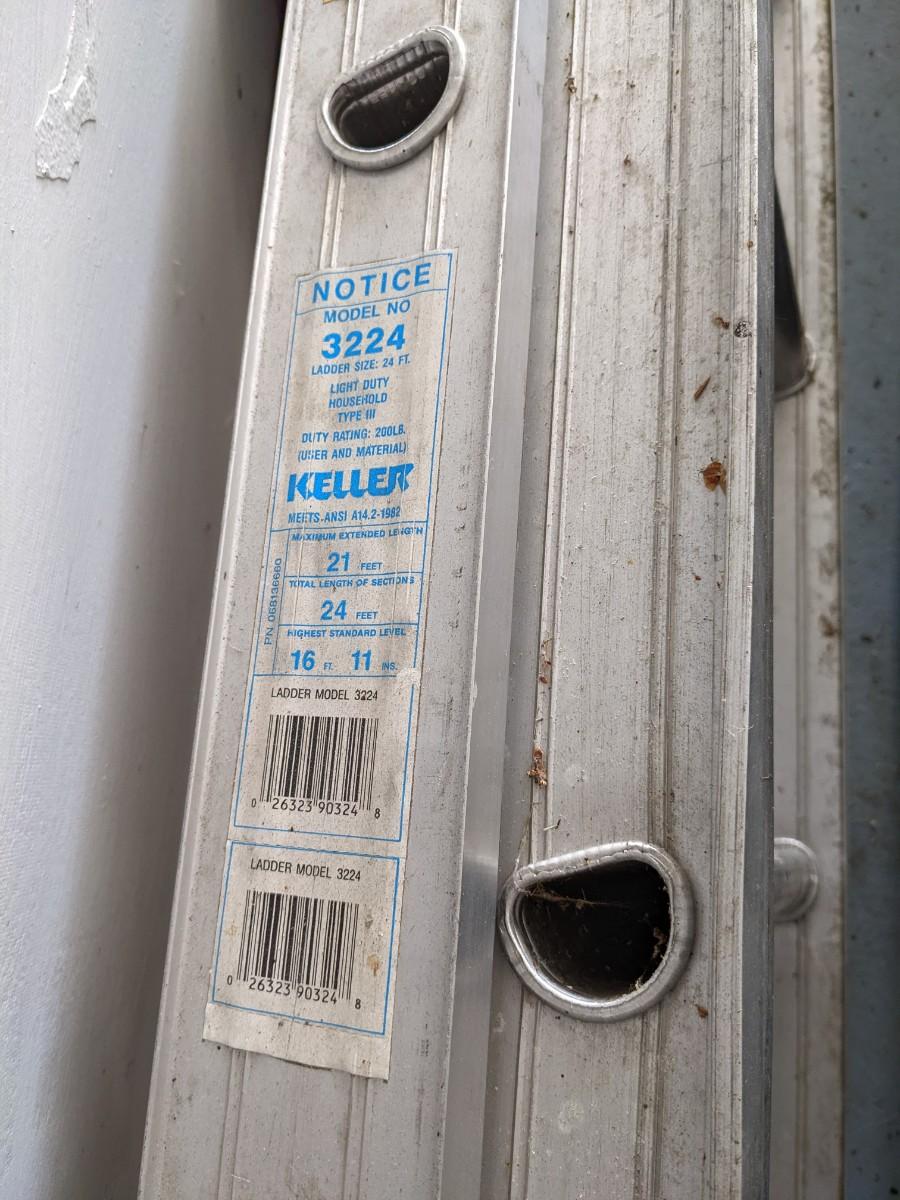 NOTICE
MODEL NO
3224
LADDER SIZE: 24 FT.
LIGHT DUTY
HOUSEHOLD
TYPE III
DUTY RATING: 200LB.
(USER AND MATERIAL)
KELLER
MEETS ANSI A14.2-1982
MAXIMUM EXTENDED LENGTH
21 FEET
TOTAL LENGTH OF SECTIONS
24 FEET
HIGHEST STANDARD LEVEL
16 FT. 11 INS.
PN 068136660
LADDER MODEL 3224
0 26323 90324 8
LADDER MODEL 3224
0 26323 90324 8